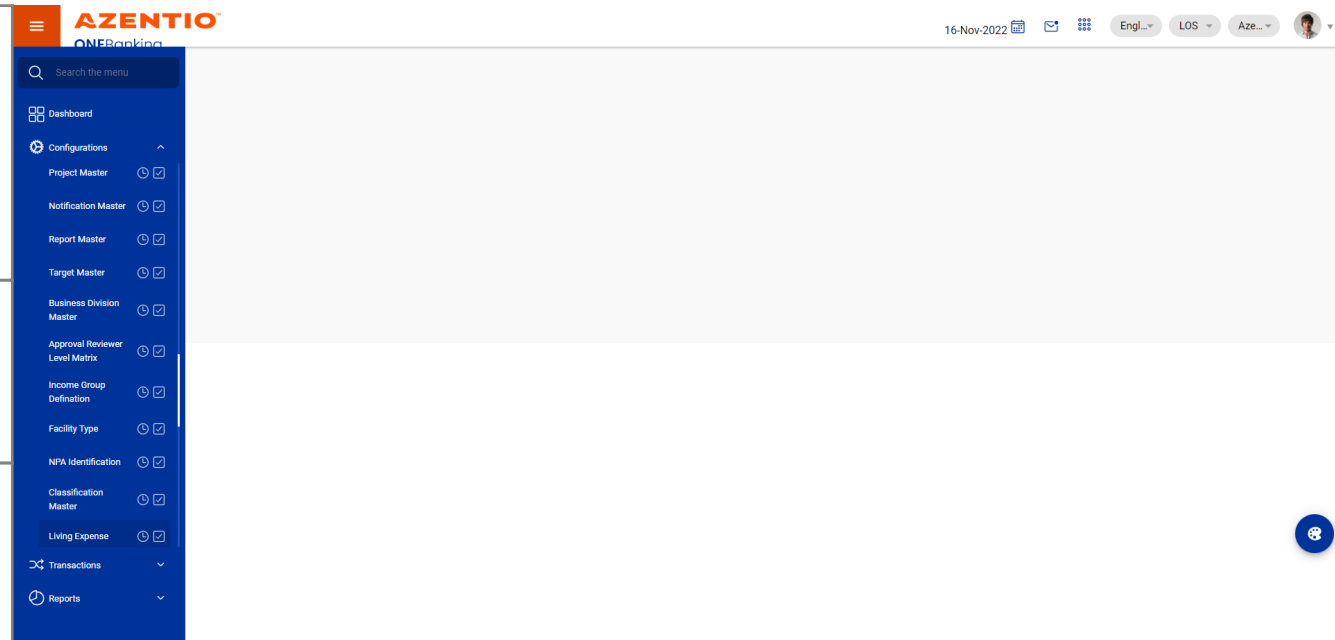 AZENTIO™
ONEBanking
16-Nov-2022
Engl...
LOS
Aze...
Search the menu
Dashboard
Configurations
Project Master
Notification Master
Report Master
Target Master
Business Division
Master
Approval Reviewer
Level Matrix
Income Group
Defination
Facility Type
NPA Identification
Classification
Master
Living Expense
Transactions
Reports